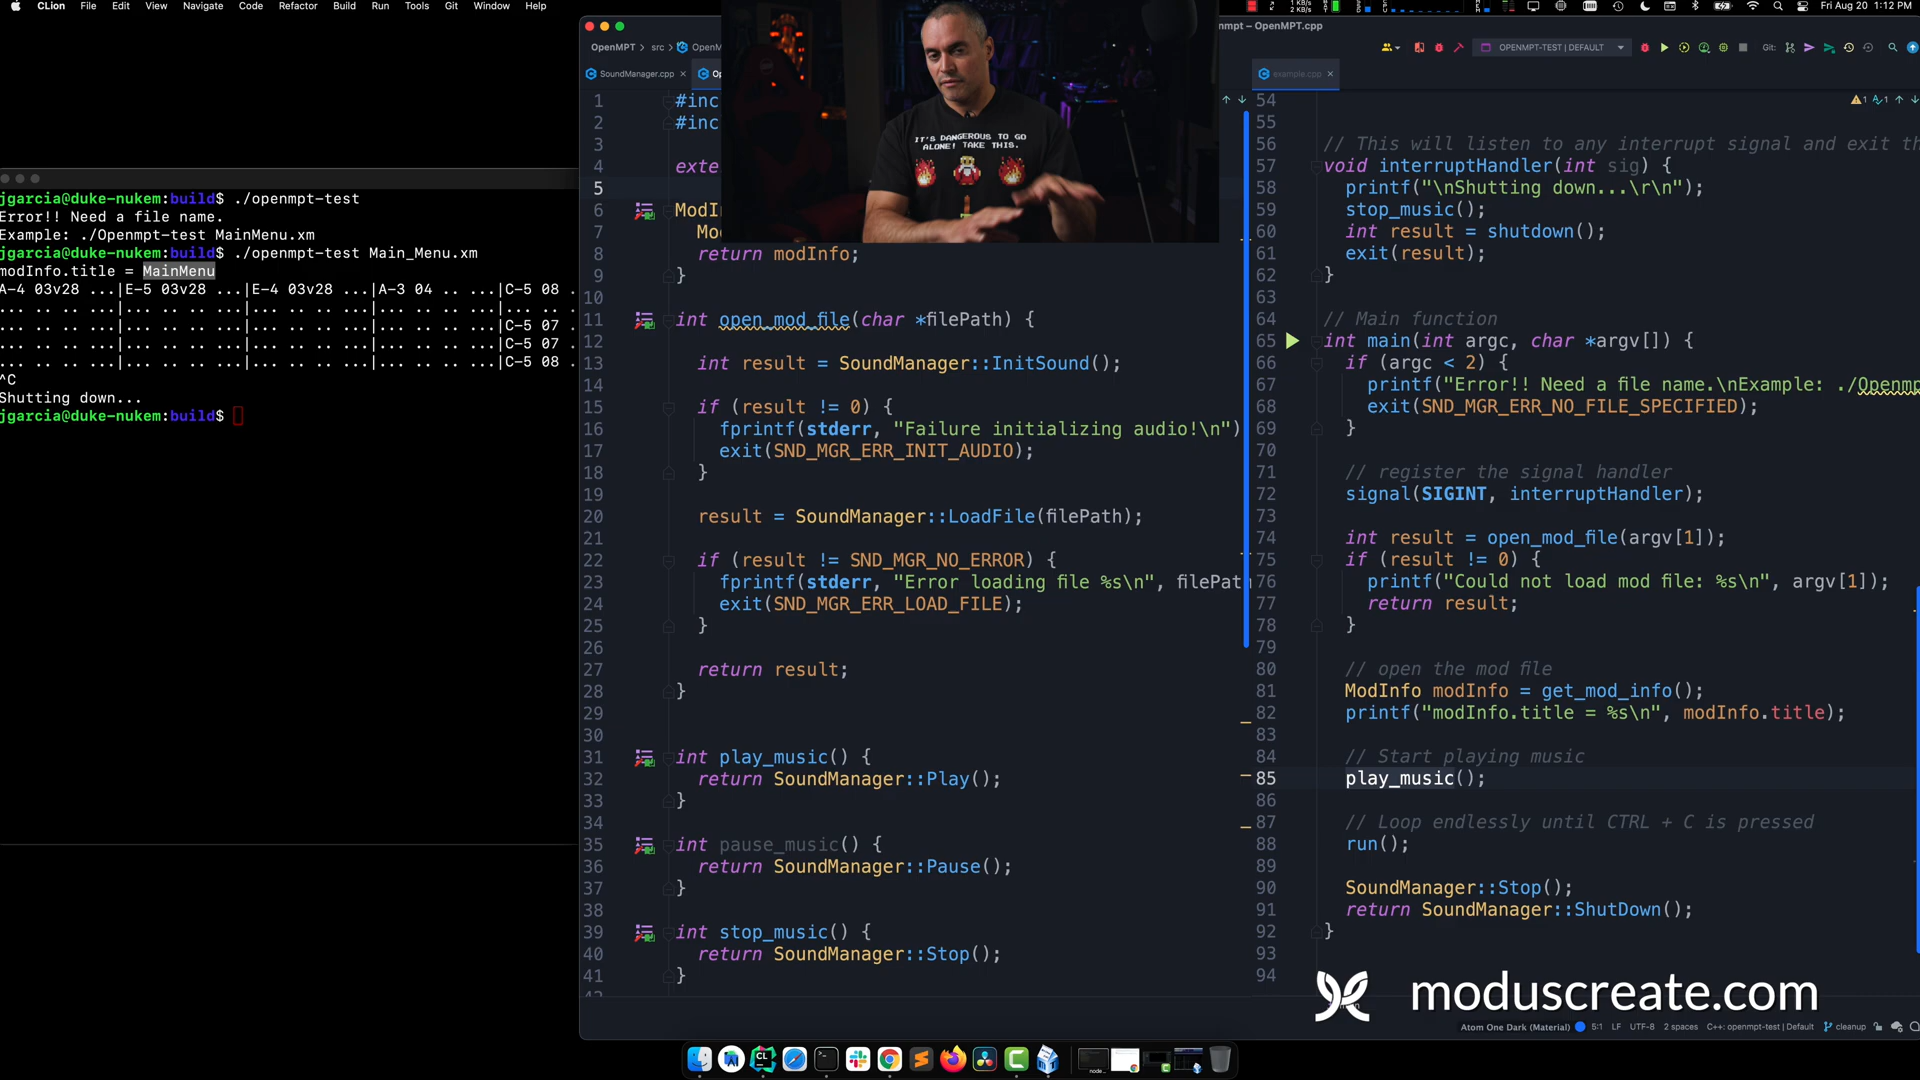 CLion File Edit View Navigate Code Refactor Build Run Tools Git Window Help
Fri Aug 20 1:12 PM
jgarcia@duke-nukem:build$ ./openmpt-test
Error!! Need a file name.
Example: ./Openmpt-test MainMenu.xm
jgarcia@duke-nukem:build$ ./openmpt-test Main_Menu.xm
modInfo.title = MainMenu
A-4 03v28 ...|E-5 03v28 ...|E-4 03v28 ...|A-3 04 .. ...|C-5 08 .
... .. .. ...|... .. .. ...|... .. .. ...|... .. .. ...|... .. .
... .. .. ...|... .. .. ...|... .. .. ...|... .. .. ...|C-5 07 .
... .. .. ...|... .. .. ...|... .. .. ...|... .. .. ...|C-5 07 .
... .. .. ...|... .. .. ...|... .. .. ...|... .. .. ...|C-5 08 .
^C
Shutting down...
jgarcia@duke-nukem:build$
nmpt – OpenMPT.cpp
OpenMPT src OpenM
OPENMPT-TEST | DEFAULT
Git:
SoundManager.cpp
Op
example.cpp
IT'S DANGEROUS TO GO
ALONE! TAKE THIS.
1 #inc
2 #inc
3
4 exte
5
6 ModI
7 Mod
8 return modInfo;
9 }
10
11 int open_mod_file(char *filePath) {
12
13 int result = SoundManager::InitSound();
14
15 if (result != 0) {
16 fprintf(stderr, "Failure initializing audio!\n")
17 exit(SND_MGR_ERR_INIT_AUDIO);
18 }
19
20 result = SoundManager::LoadFile(filePath);
21
22 if (result != SND_MGR_NO_ERROR) {
23 fprintf(stderr, "Error loading file %s\n", filePat
24 exit(SND_MGR_ERR_LOAD_FILE);
25 }
26
27 return result;
28 }
29
30
31 int play_music() {
32 return SoundManager::Play();
33 }
34
35 int pause_music() {
36 return SoundManager::Pause();
37 }
38
39 int stop_music() {
40 return SoundManager::Stop();
41 }
42
54
55
56 // This will listen to any interrupt signal and exit th
57 void interruptHandler(int sig) {
58 printf("\nShutting down...\r\n");
59 stop_music();
60 int result = shutdown();
61 exit(result);
62 }
63
64 // Main function
65 int main(int argc, char *argv[]) {
66 if (argc < 2) {
67 printf("Error!! Need a file name.\nExample: ./Openmp
68 exit(SND_MGR_ERR_NO_FILE_SPECIFIED);
69 }
70
71 // register the signal handler
72 signal(SIGINT, interruptHandler);
73
74 int result = open_mod_file(argv[1]);
75 if (result != 0) {
76 printf("Could not load mod file: %s\n", argv[1]);
77 return result;
78 }
79
80 // open the mod file
81 ModInfo modInfo = get_mod_info();
82 printf("modInfo.title = %s\n", modInfo.title);
83
84 // Start playing music
85 play_music();
86
87 // Loop endlessly until CTRL + C is pressed
88 run();
89
90 SoundManager::Stop();
91 return SoundManager::ShutDown();
92 }
93
94
moduscreate.com
Atom One Dark (Material) 5:1 LF UTF-8 2 spaces C++: openmpt-test | Default cleanup